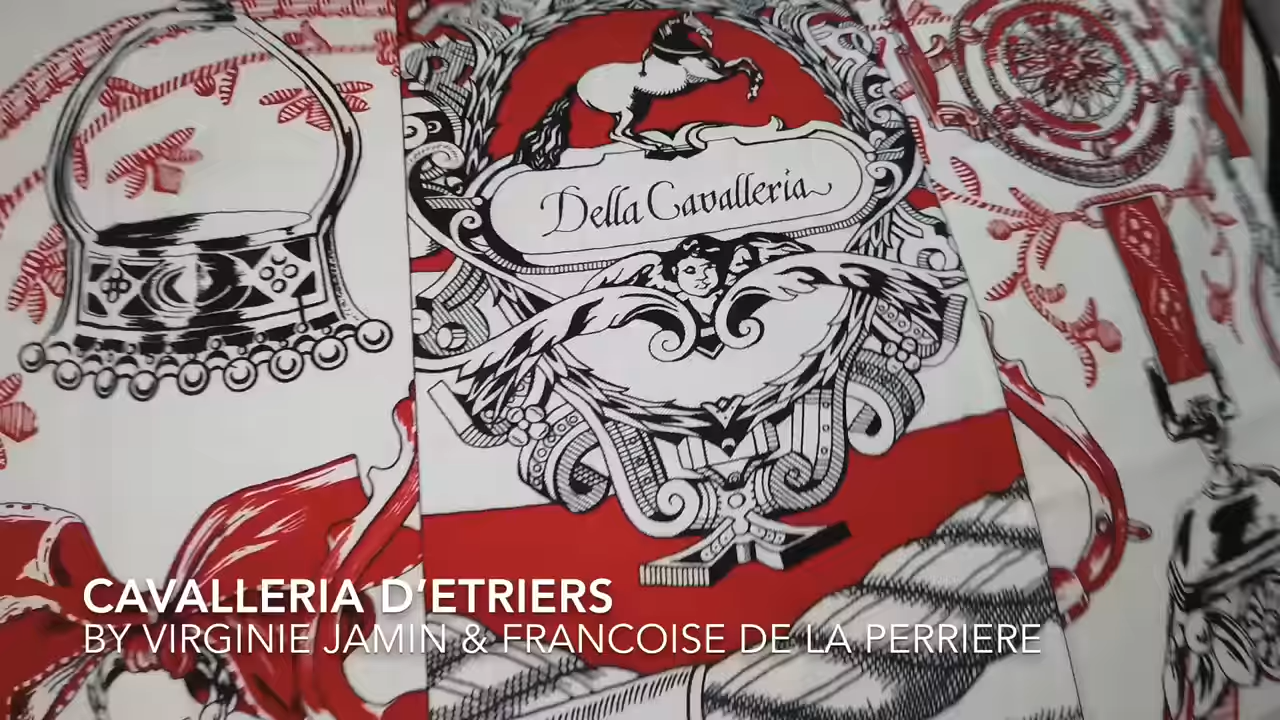 Della Cavalleria
CAVALLERIA D'ETRIERS
BY VIRGINIE JAMIN & FRANCOISE DE LA PERRIERE